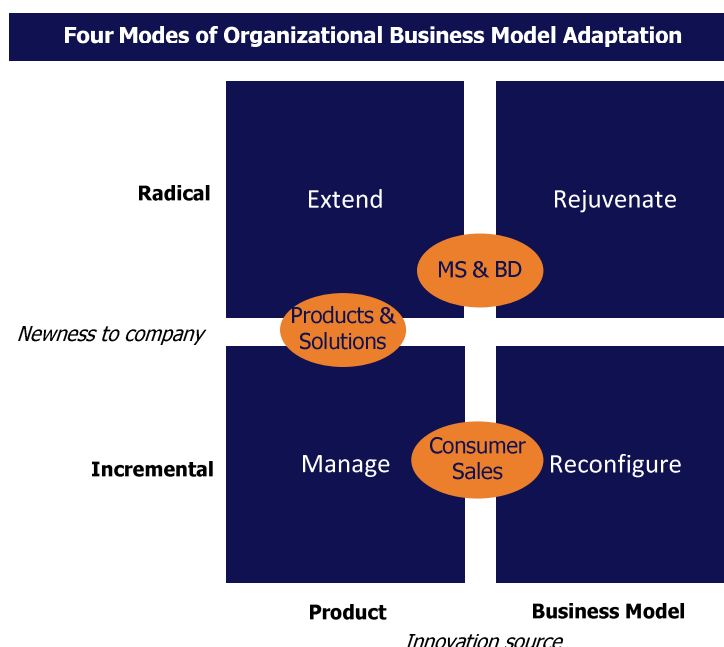 Four Modes of Organizational Business Model Adaptation
Radical
Extend
Rejuvenate
MS & BD
Products &
Solutions
Newness to company
Consumer
Sales
Incremental
Manage
Reconfigure
Product
Business Model
Innovation source